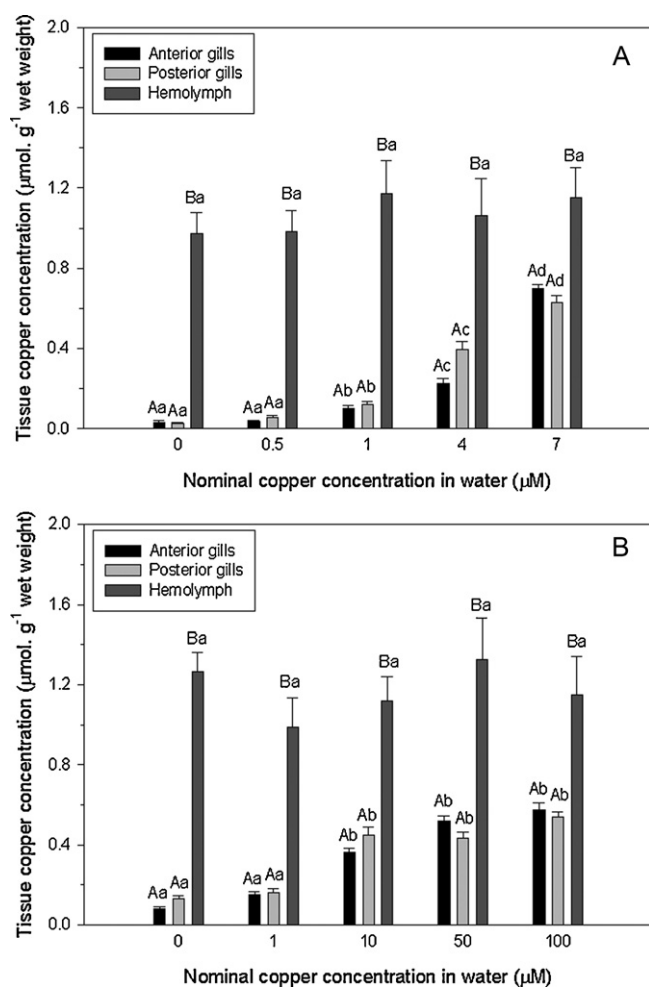 A
Anterior gills
Posterior gills
Hemolymph
Tissue copper concentration (µmol. g⁻¹ wet weight)
2.0
1.6
1.2
0.8
0.4
0.0
Aa Aa Ba
Aa Aa Ba
Ab Ab Ba
Ac Ac Ba
Ad Ad Ba
0 0.5 1 4 7
Nominal copper concentration in water (µM)
B
Anterior gills
Posterior gills
Hemolymph
Tissue copper concentration (µmol. g⁻¹ wet weight)
2.0
1.6
1.2
0.8
0.4
0.0
Aa Aa Ba
Aa Aa Ba
Ab Ab Ba
Ab Ab Ba
Ab Ab Ba
0 1 10 50 100
Nominal copper concentration in water (µM)